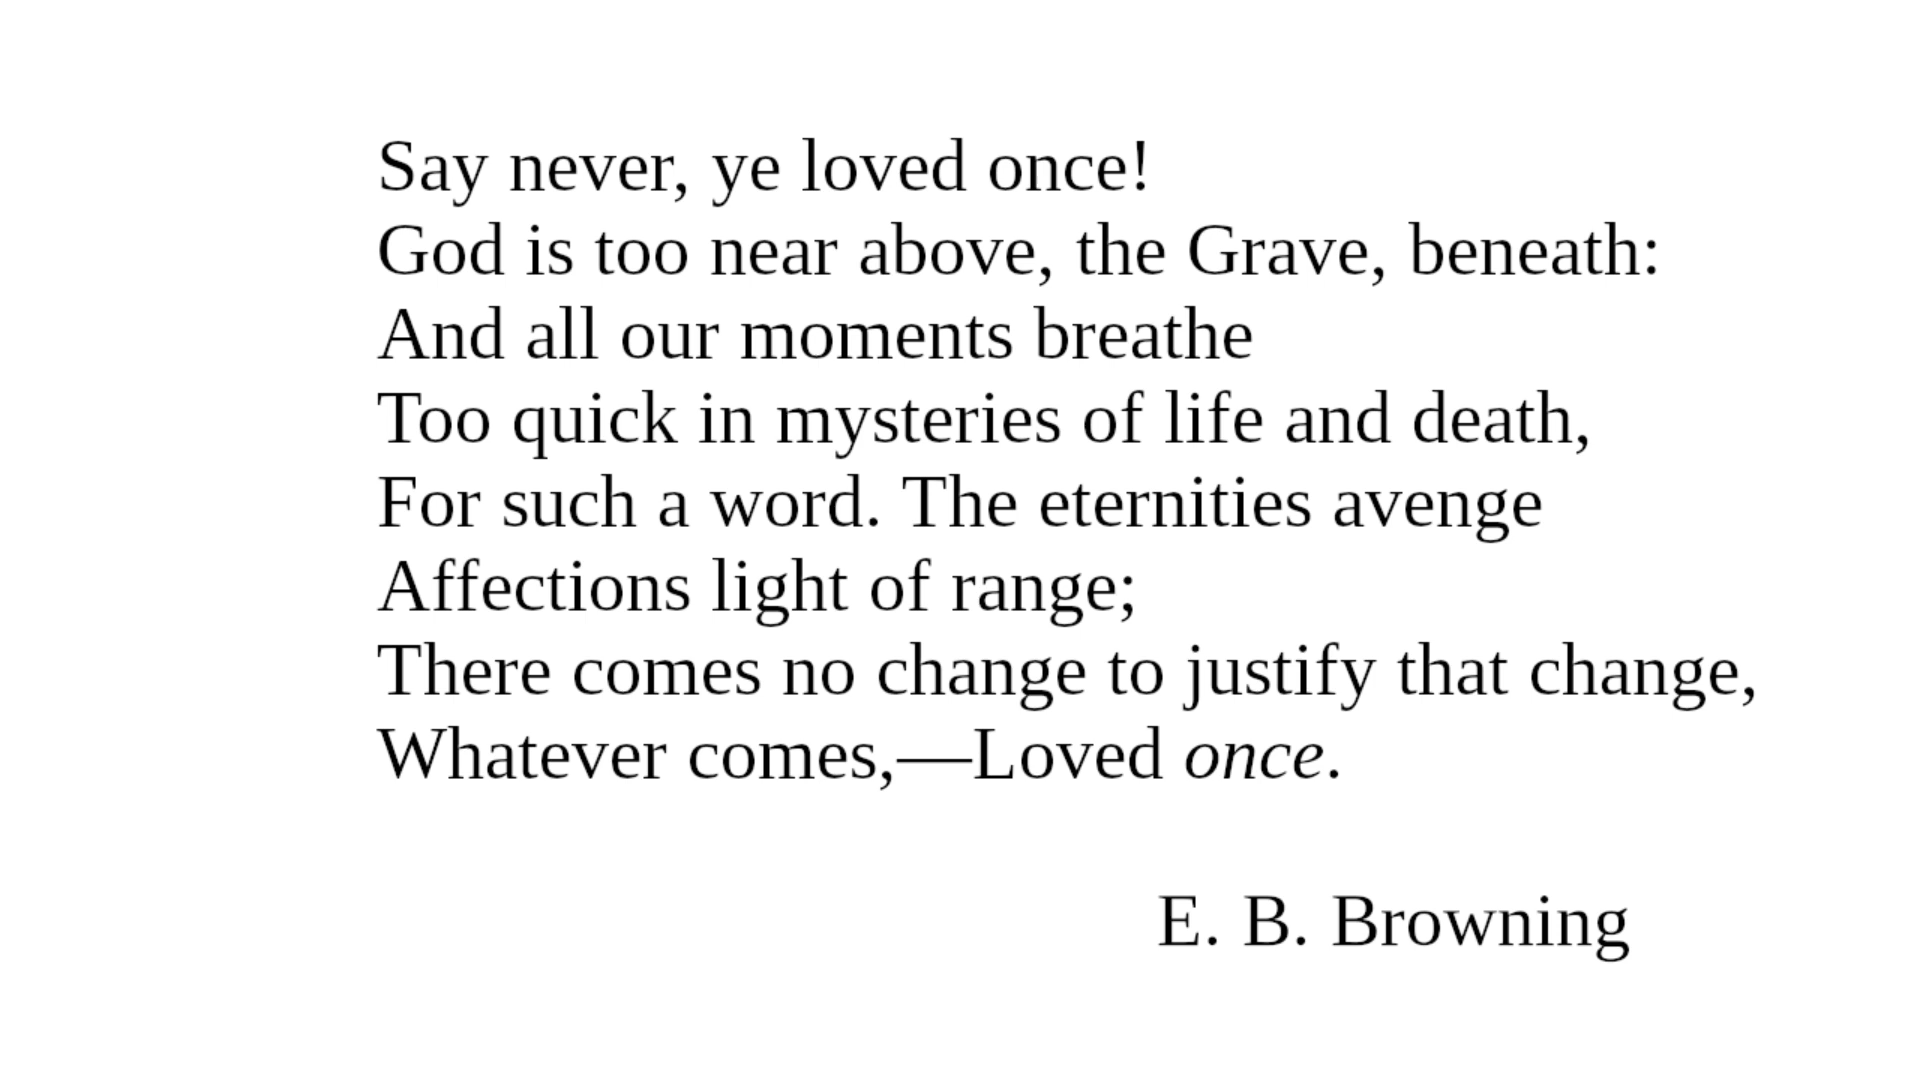 Say never, ye loved once!
God is too near above, the Grave, beneath:
And all our moments breathe
Too quick in mysteries of life and death,
For such a word. The eternities avenge
Affections light of range;
There comes no change to justify that change,
Whatever comes,—Loved once.
E. B. Browning